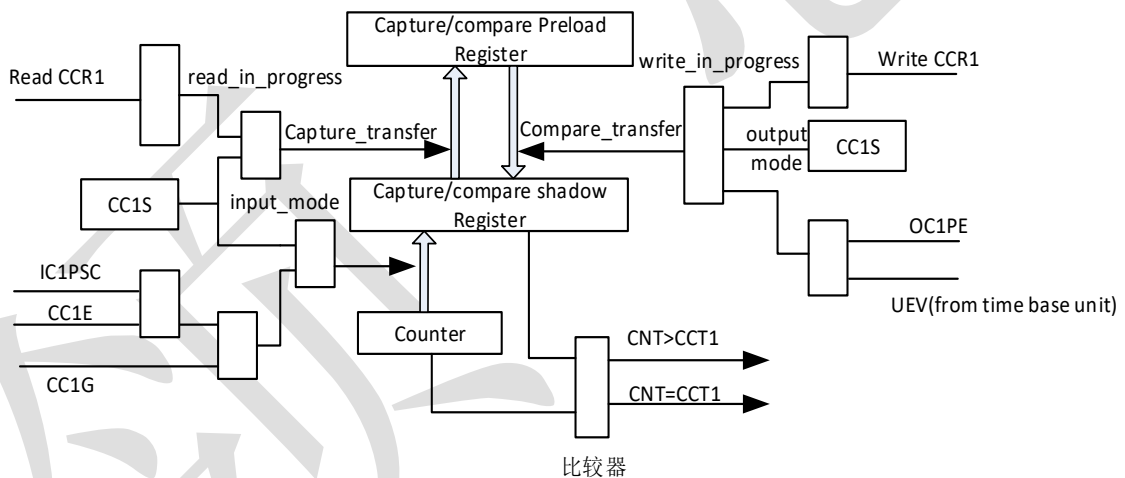 Capture/compare Preload
Register
Read CCR1
read_in_progress
write_in_progress
Write CCR1
Capture_transfer
Compare_transfer
output
mode
CC1S
CC1S
input_mode
Capture/compare shadow
Register
OC1PE
IC1PSC
CC1E
CC1G
UEV(from time base unit)
Counter
CNT>CCT1
CNT=CCT1
比较器